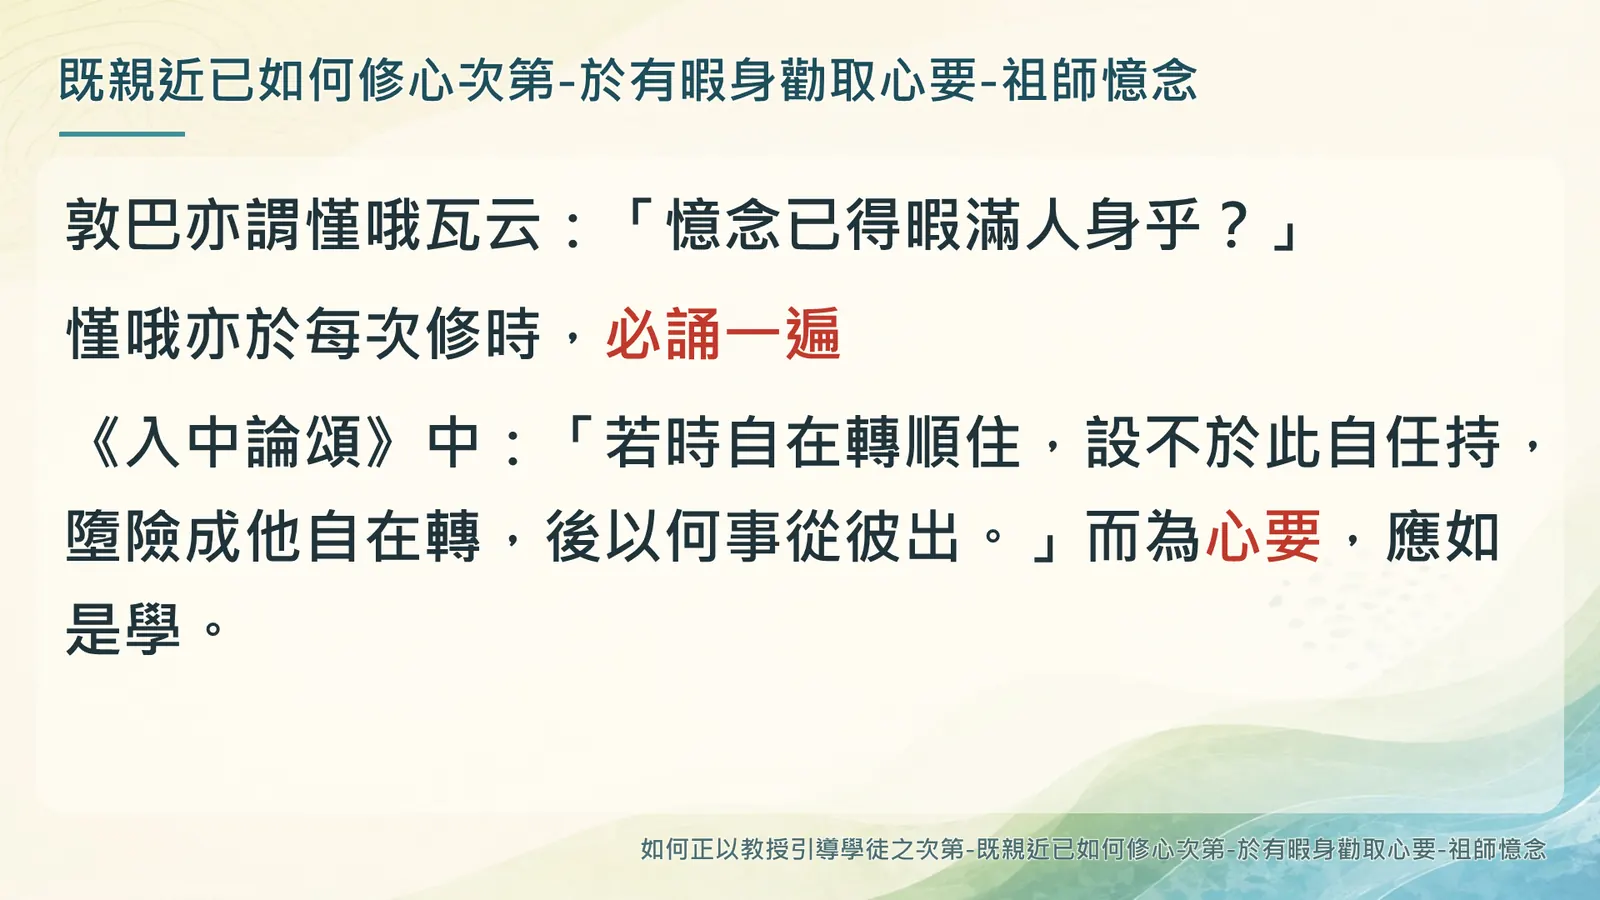 既親近已如何修心次第-於有暇身勸取心要-祖師憶念
敦巴亦謂慬哦瓦云：「憶念已得暇滿人身乎？」
慬哦亦於每次修時，必誦一遍
《入中論頌》中：「若時自在轉順住，設不於此自任持，
墮險成他自在轉，後以何事從彼出。」而為心要，應如
是學。
如何正以教授引導學徒之次第-既親近已如何修心次第-於有暇身勸取心要-祖師憶念